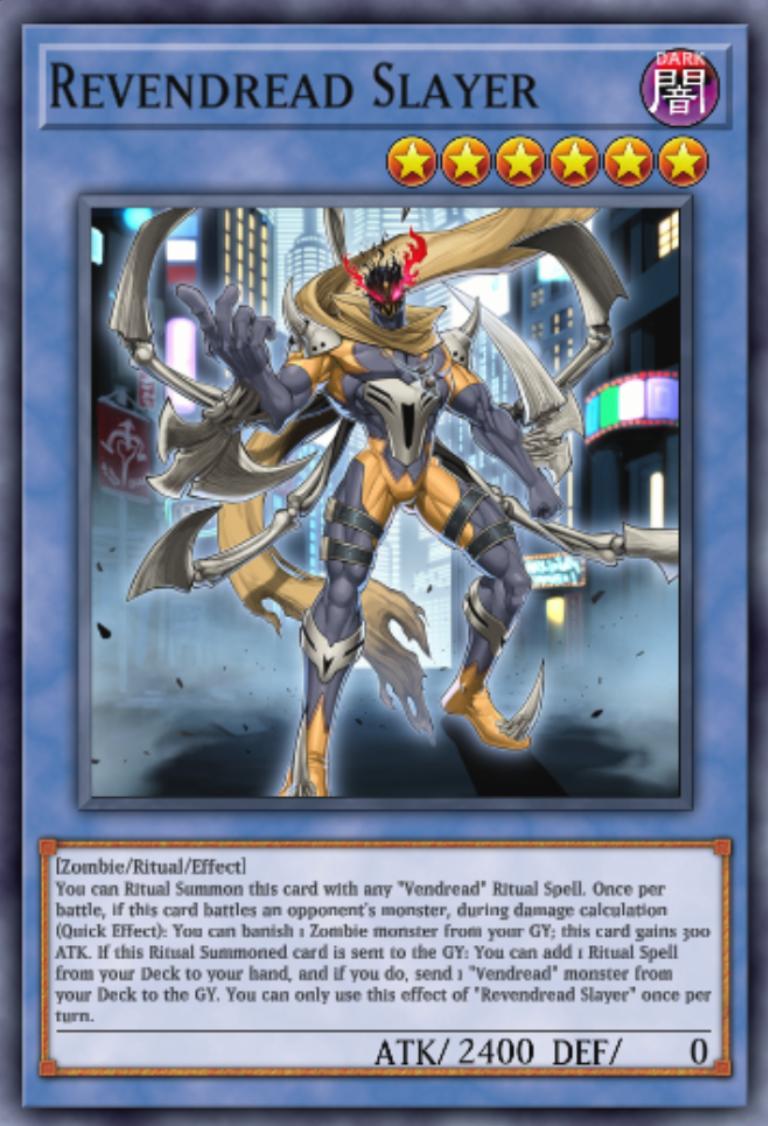 REVENDREAD SLAYER
DARK
闇
[Zombie/Ritual/Effect]
You can Ritual Summon this card with any "Vendread" Ritual Spell. Once per
battle, if this card battles an opponent's monster, during damage calculation
(Quick Effect): You can banish 1 Zombie monster from your GY; this card gains 300
ATK. If this Ritual Summoned card is sent to the GY: You can add 1 Ritual Spell
from your Deck to your hand, and if you do, send 1 "Vendread" monster from
your Deck to the GY. You can only use this effect of "Revendread Slayer" once per
turn.
ATK/ 2400 DEF/ 0